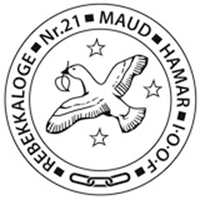 REBEKKALOGE ▪ Nr.21 ▪ MAUD ▪ HAMAR ▪ I·O·O·F ▪